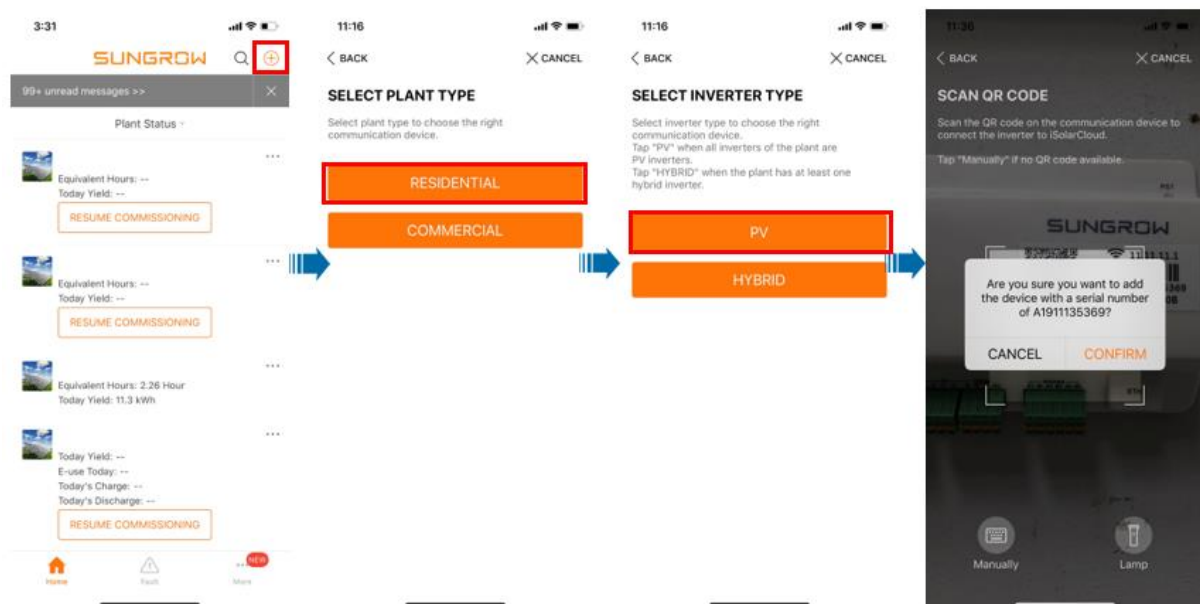 3:31
SUNGROW
99+ unread messages >>
Plant Status
Equivalent Hours: --
Today Yield: --
RESUME COMMISSIONING
Equivalent Hours: --
Today Yield: --
RESUME COMMISSIONING
Equivalent Hours: 2.26 Hour
Today Yield: 11.3 kWh
Today Yield: --
E-use Today: --
Today's Charge: --
Today's Discharge: --
RESUME COMMISSIONING
NEW
Home Fault More
11:16
< BACK X CANCEL
SELECT PLANT TYPE
Select plant type to choose the right
communication device.
RESIDENTIAL
COMMERCIAL
11:16
< BACK X CANCEL
SELECT INVERTER TYPE
Select inverter type to choose the right
communication device.
Tap "PV" when all inverters of the plant are
PV inverters.
Tap "HYBRID" when the plant has at least one
hybrid inverter.
PV
HYBRID
11:36
< BACK X CANCEL
SCAN QR CODE
Scan the QR code on the communication device to
connect the inverter to iSolarCloud.
Tap "Manually" if no QR code available.
SUNGROW
Are you sure you want to add
the device with a serial number
of A1911135369?
CANCEL CONFIRM
Manually Lamp